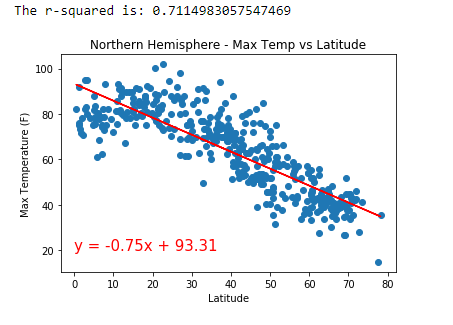 The r-squared is: 0.7114983057547469
Northern Hemisphere - Max Temp vs Latitude
Max Temperature (F)
100
80
60
40
20
y = -0.75x + 93.31
0 10 20 30 40 50 60 70 80
Latitude